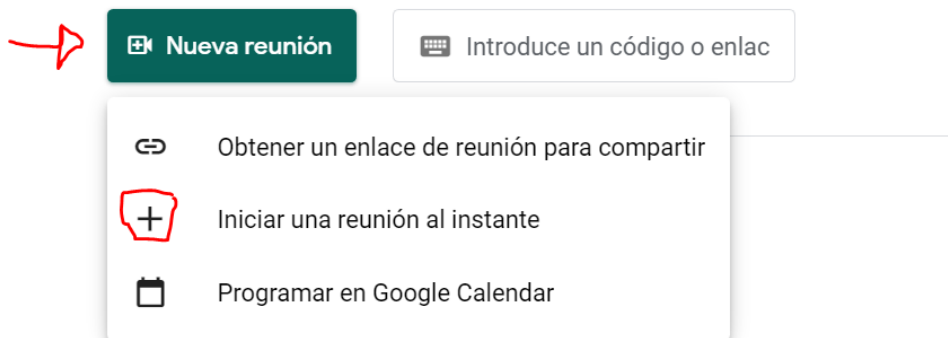 Nueva reunión
Introduce un código o enlac
Obtener un enlace de reunión para compartir
Iniciar una reunión al instante
Programar en Google Calendar